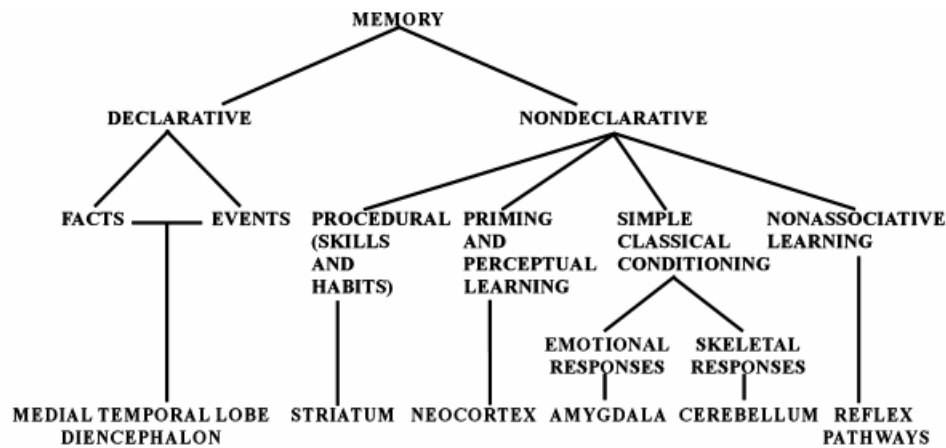 MEMORY
DECLARATIVE
NONDECLARATIVE
FACTS
EVENTS
PROCEDURAL
(SKILLS
AND
HABITS)
PRIMING
AND
PERCEPTUAL
LEARNING
SIMPLE
CLASSICAL
CONDITIONING
NONASSOCIATIVE
LEARNING
EMOTIONAL
RESPONSES
SKELETAL
RESPONSES
MEDIAL TEMPORAL LOBE
DIENCEPHALON
STRIATUM
NEOCORTEX
AMYGDALA
CEREBELLUM
REFLEX
PATHWAYS